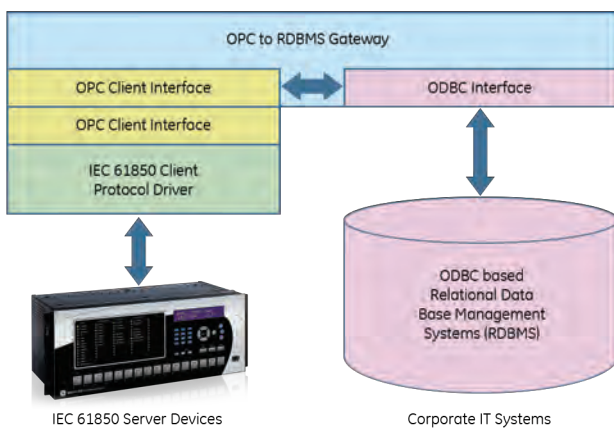 OPC to RDBMS Gateway
OPC Client Interface
ODBC Interface
OPC Client Interface
IEC 61850 Client
Protocol Driver
ODBC based
Relational Data
Base Management
Systems (RDBMS)
IEC 61850 Server Devices
Corporate IT Systems